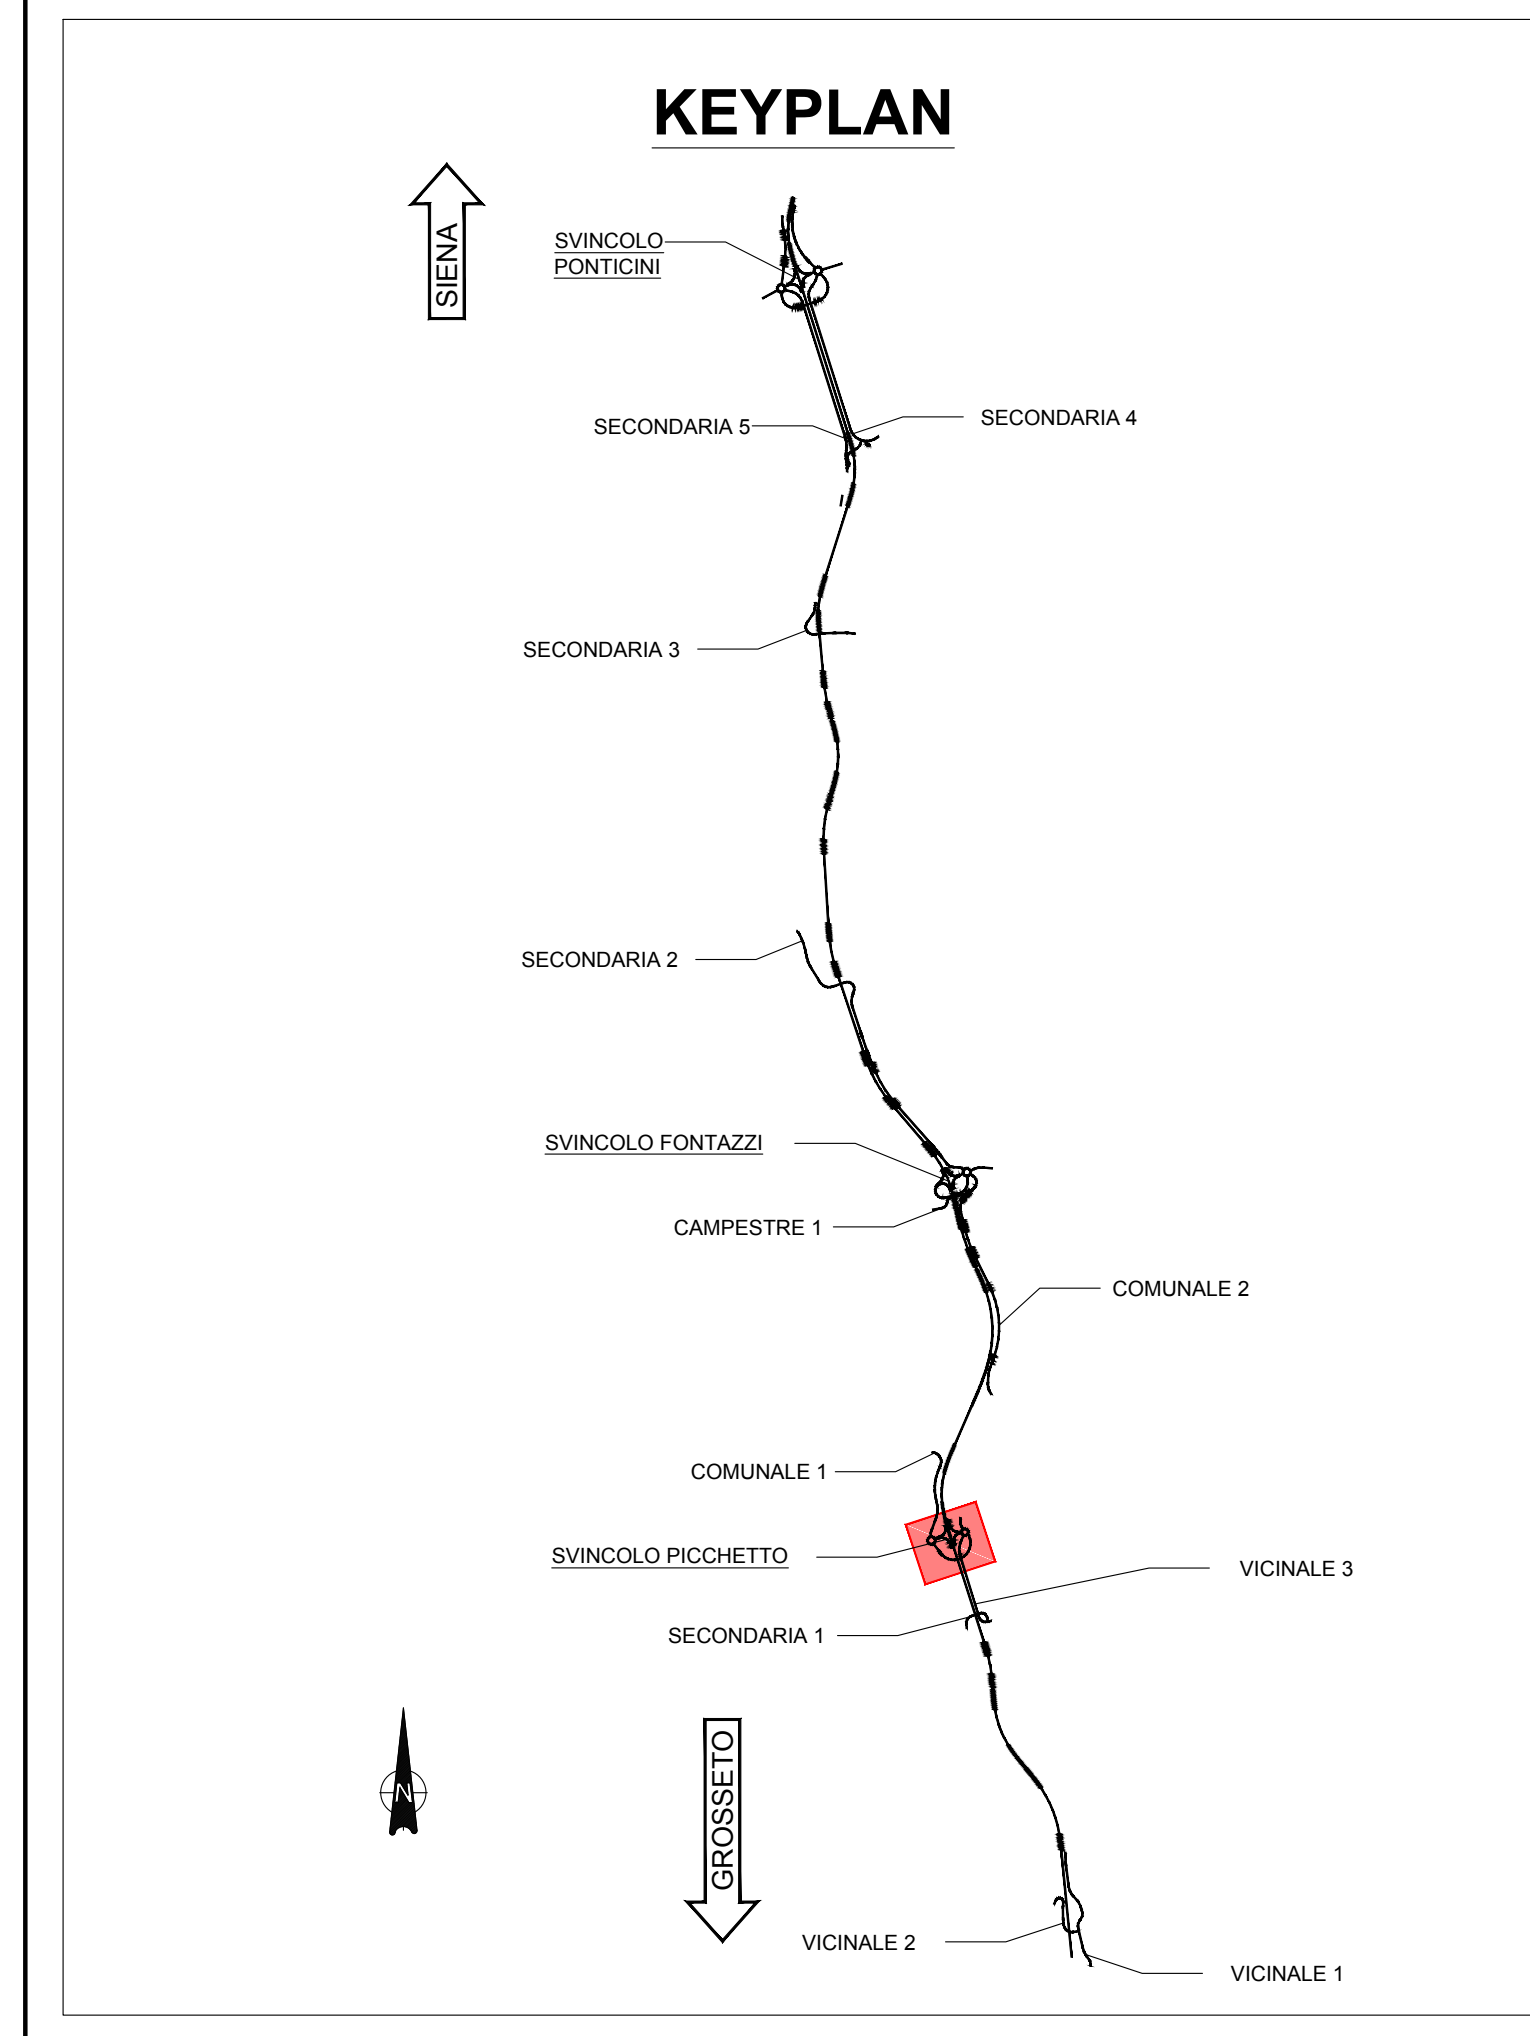 KEYPLAN
SIENA
SVINCOLO
PONTICINI
SECONDARIA 5
SECONDARIA 4
SECONDARIA 3
SECONDARIA 2
SVINCOLO FONTAZZI
CAMPESTRE 1
COMUNALE 2
COMUNALE 1
SVINCOLO PICCHETTO
VICINALE 3
SECONDARIA 1
N
GROSSETO
VICINALE 2
VICINALE 1